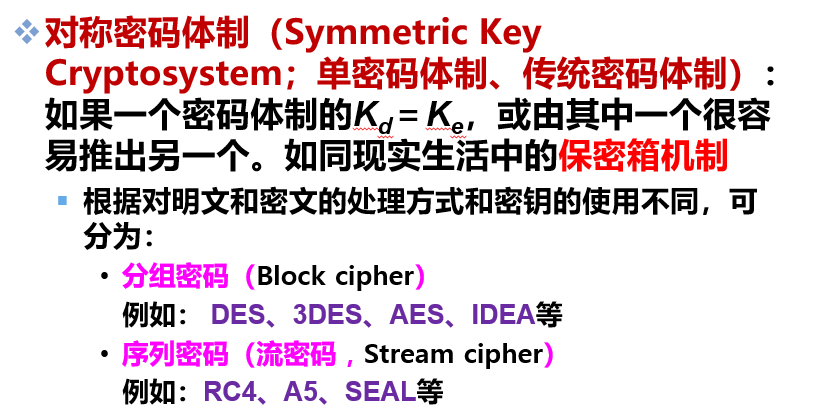 ❖ 对称密码体制（Symmetric Key
Cryptosystem；单密码体制、传统密码体制）：
如果一个密码体制的Kd = Ke，或由其中一个很容
易推出另一个。如同现实生活中的保密箱机制
▪ 根据对明文和密文的处理方式和密钥的使用不同，可
分为：
• 分组密码（Block cipher）
例如： DES、3DES、AES、IDEA等
• 序列密码（流密码，Stream cipher）
例如：RC4、A5、SEAL等